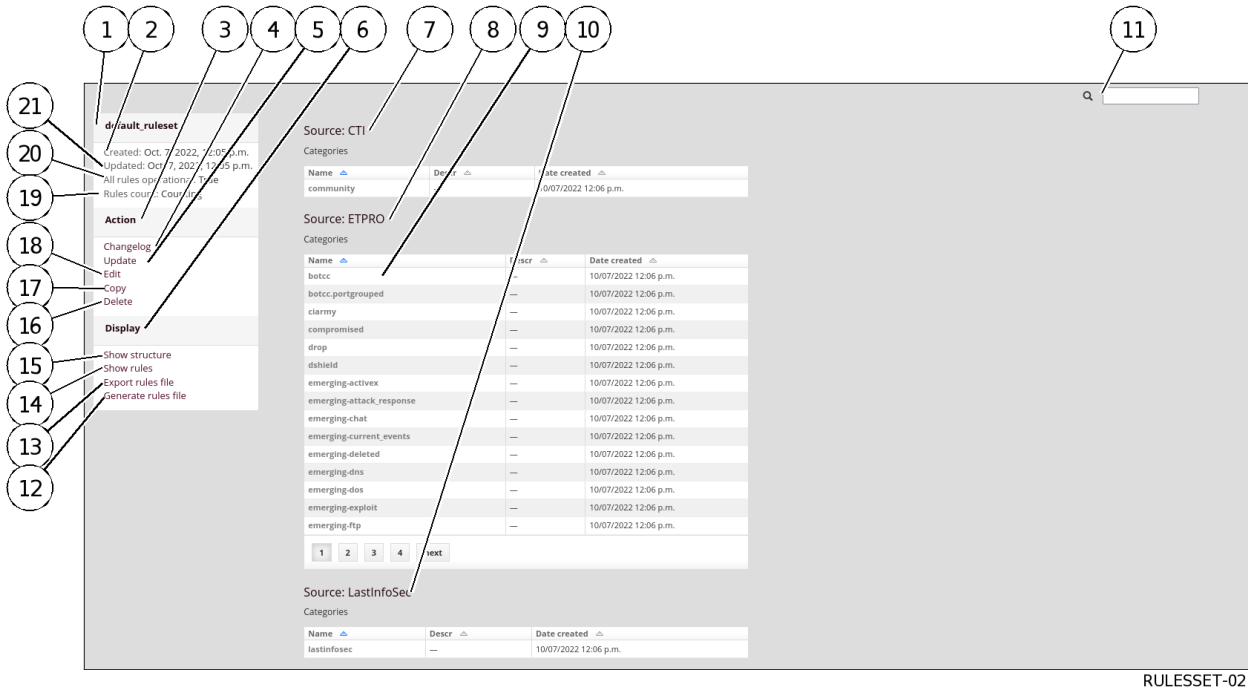 1 2 3 4 5 6 7 8 9 10 11
21
20
19
18
17
16
15
14
13
12
default_ruleset
Created: Oct. 7, 2022, 12:05 p.m.
Updated: Oct. 7, 2022, 12:05 p.m.
All rules operational: True
Rules count: Counting
Action
Changelog
Update
Edit
Copy
Delete
Display
Show structure
Show rules
Export rules file
Generate rules file
Source: CTI
Categories
Name Descr Date created
community — 10/07/2022 12:06 p.m.
Source: ETPRO
Categories
Name Descr Date created
botcc — 10/07/2022 12:06 p.m.
botcc.portgrouped — 10/07/2022 12:06 p.m.
ciarmy — 10/07/2022 12:06 p.m.
compromised — 10/07/2022 12:06 p.m.
drop — 10/07/2022 12:06 p.m.
dshield — 10/07/2022 12:06 p.m.
emerging-activex — 10/07/2022 12:06 p.m.
emerging-attack_response — 10/07/2022 12:06 p.m.
emerging-chat — 10/07/2022 12:06 p.m.
emerging-current_events — 10/07/2022 12:06 p.m.
emerging-deleted — 10/07/2022 12:06 p.m.
emerging-dns — 10/07/2022 12:06 p.m.
emerging-dos — 10/07/2022 12:06 p.m.
emerging-exploit — 10/07/2022 12:06 p.m.
emerging-ftp — 10/07/2022 12:06 p.m.
1 2 3 4 next
Source: LastInfoSec
Categories
Name Descr Date created
lastinfosec — 10/07/2022 12:06 p.m.
RULESSET-02